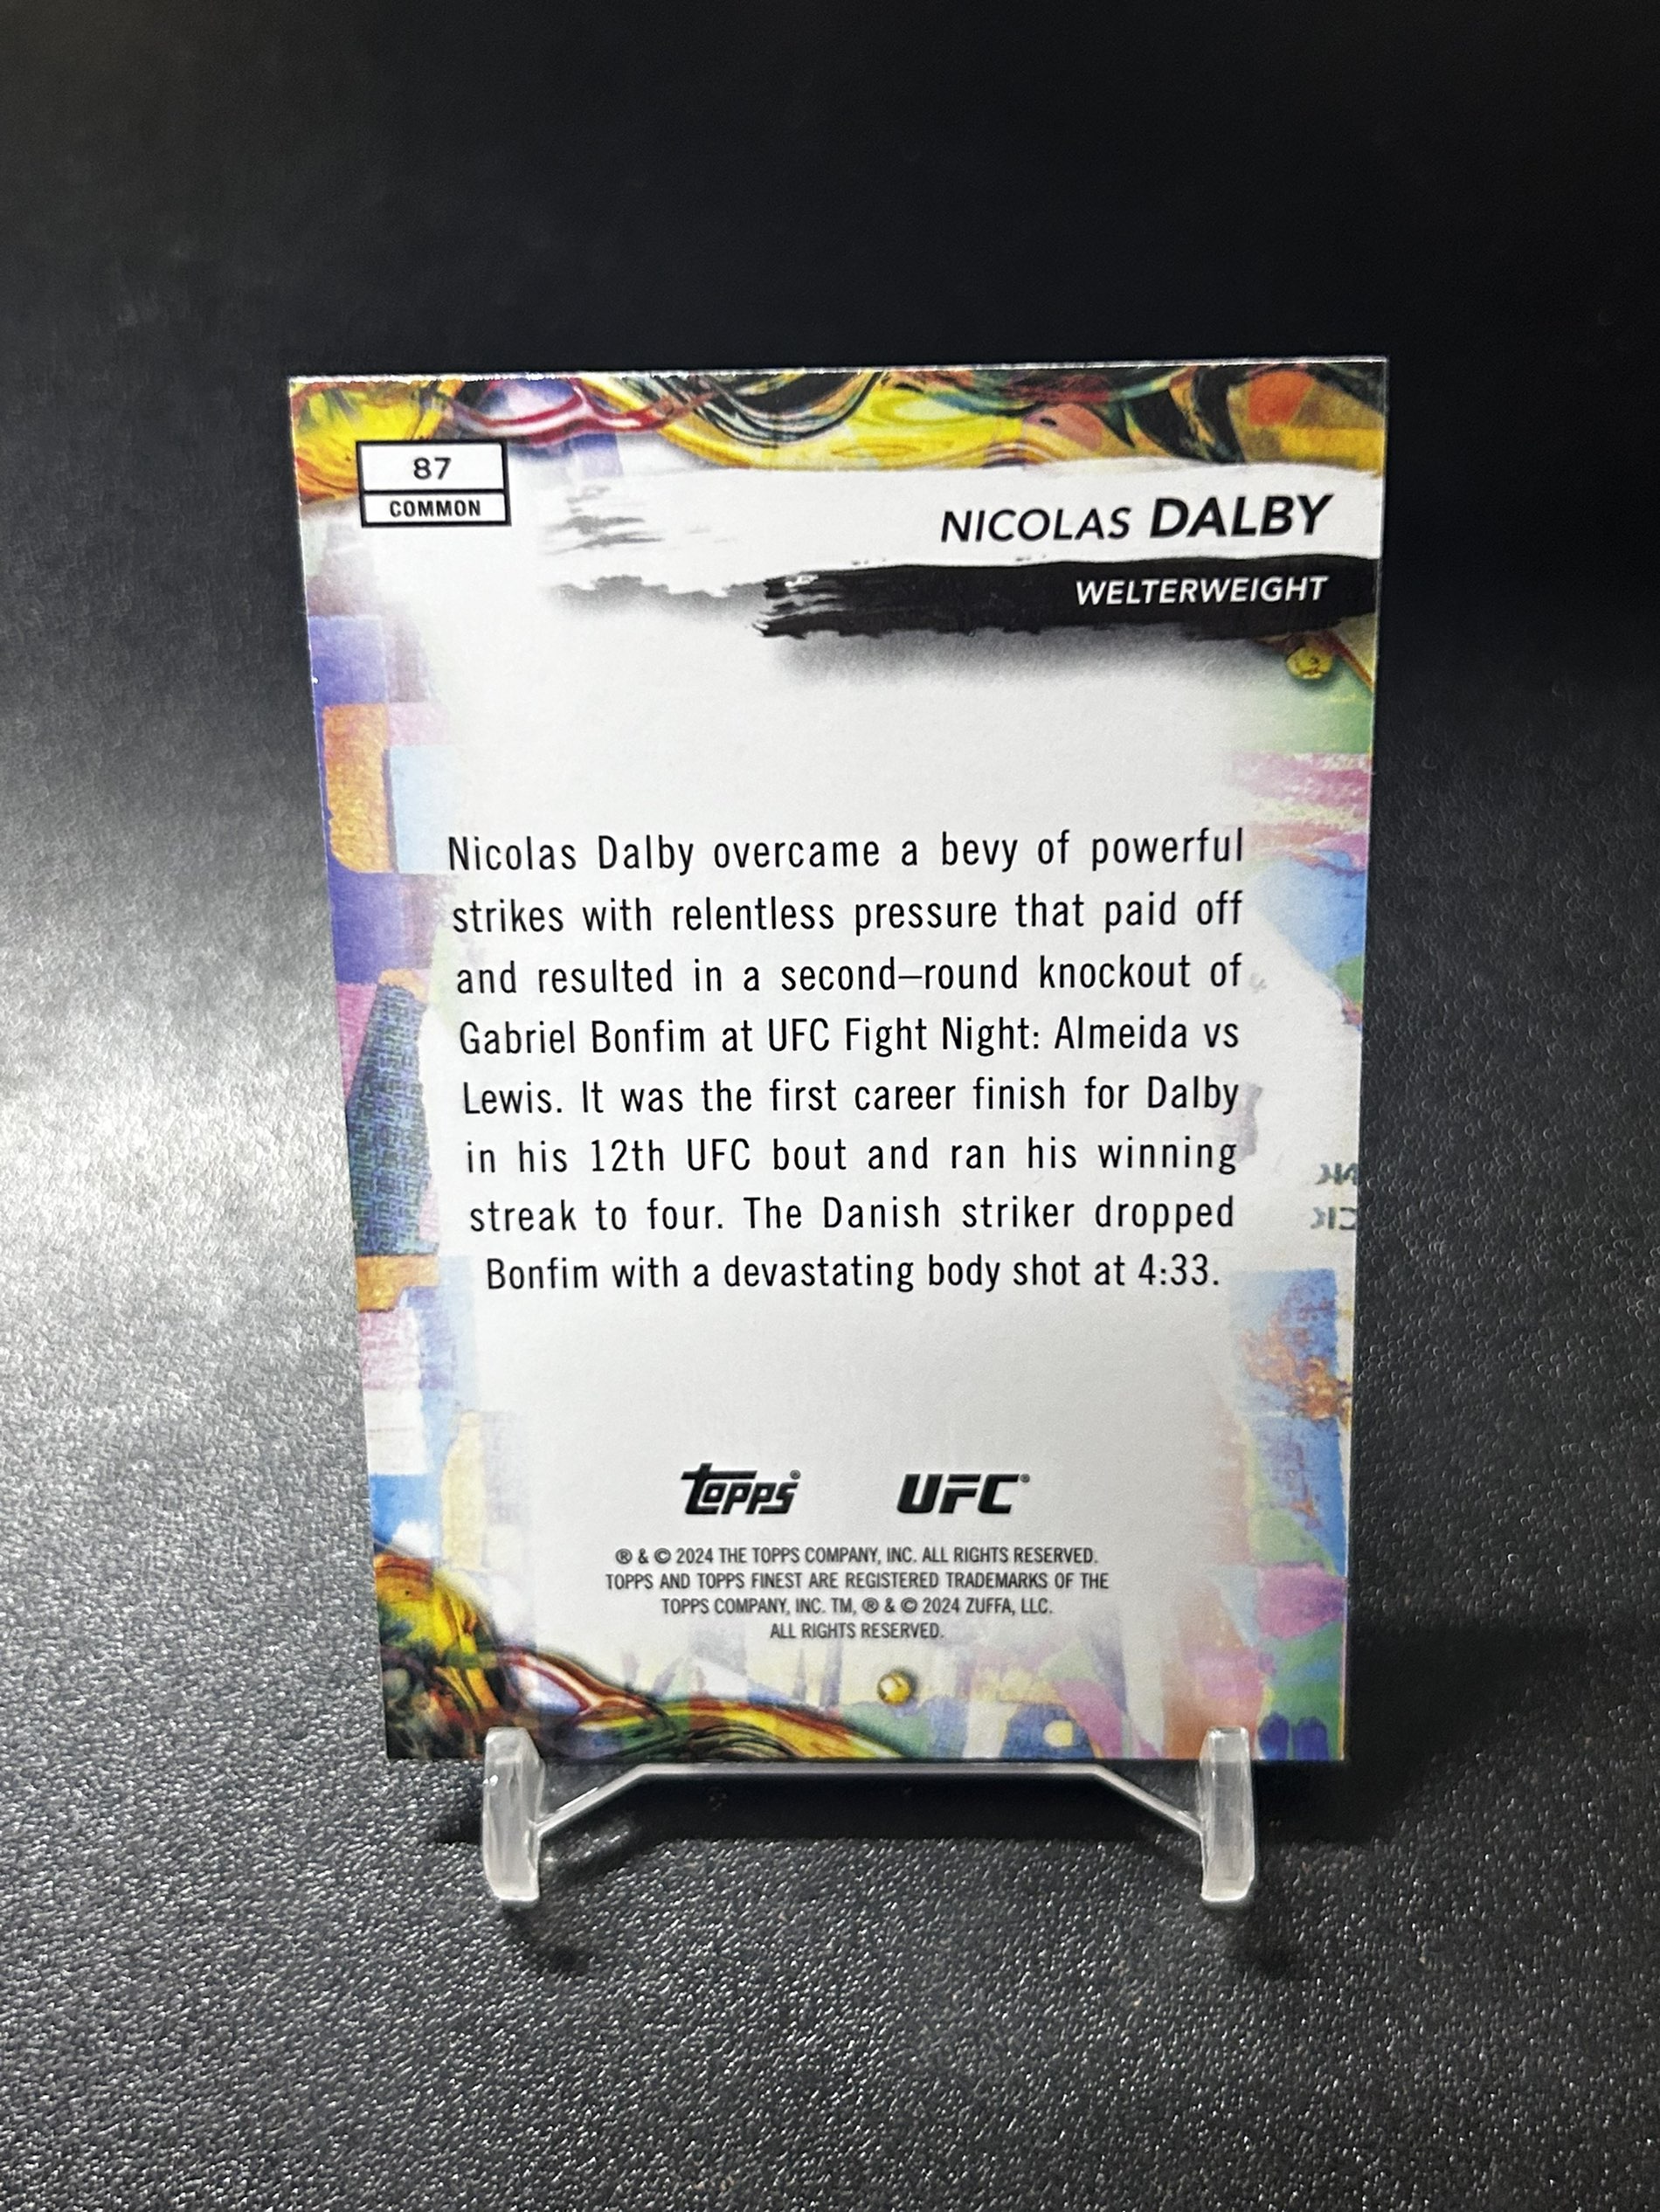 87
COMMON
NICOLAS DALBY
WELTERWEIGHT
Nicolas Dalby overcame a bevy of powerful
strikes with relentless pressure that paid off
and resulted in a second–round knockout of
Gabriel Bonfim at UFC Fight Night: Almeida vs
Lewis. It was the first career finish for Dalby
in his 12th UFC bout and ran his winning
streak to four. The Danish striker dropped
Bonfim with a devastating body shot at 4:33.
topps® UFC®
® & © 2024 THE TOPPS COMPANY, INC. ALL RIGHTS RESERVED.
TOPPS AND TOPPS FINEST ARE REGISTERED TRADEMARKS OF THE
TOPPS COMPANY, INC. TM, ® & © 2024 ZUFFA, LLC.
ALL RIGHTS RESERVED.